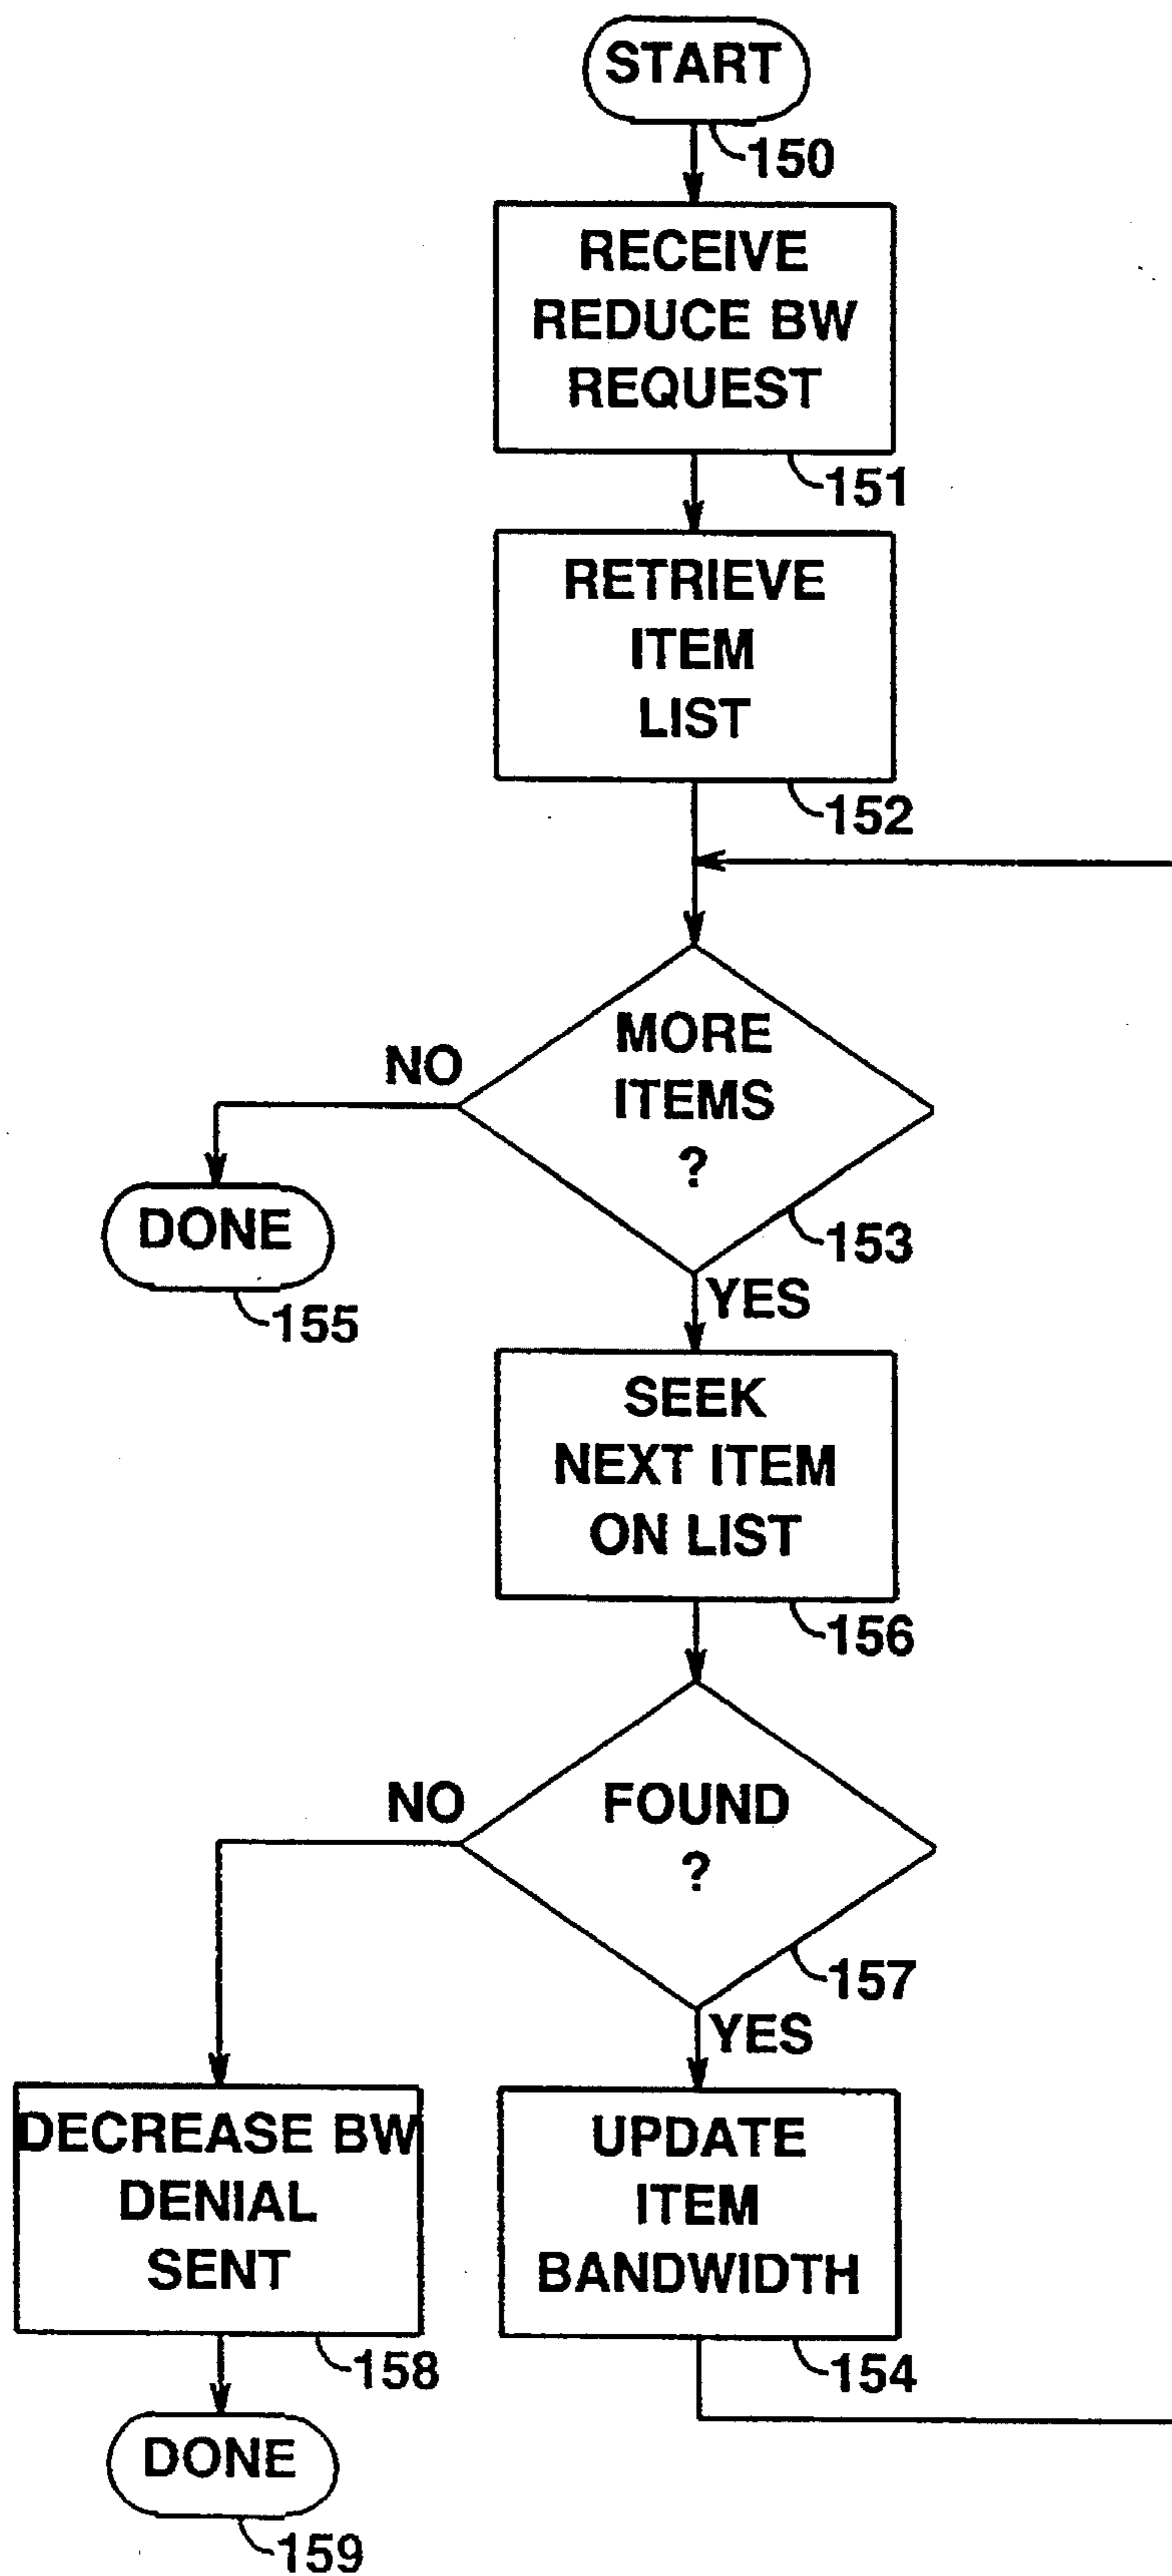 START
150
RECEIVE
REDUCE BW
REQUEST
151
RETRIEVE
ITEM
LIST
152
MORE
ITEMS
?
NO
153
DONE
155
YES
SEEK
NEXT ITEM
ON LIST
156
FOUND
?
NO
157
YES
DECREASE BW
DENIAL
SENT
158
UPDATE
ITEM
BANDWIDTH
154
DONE
159